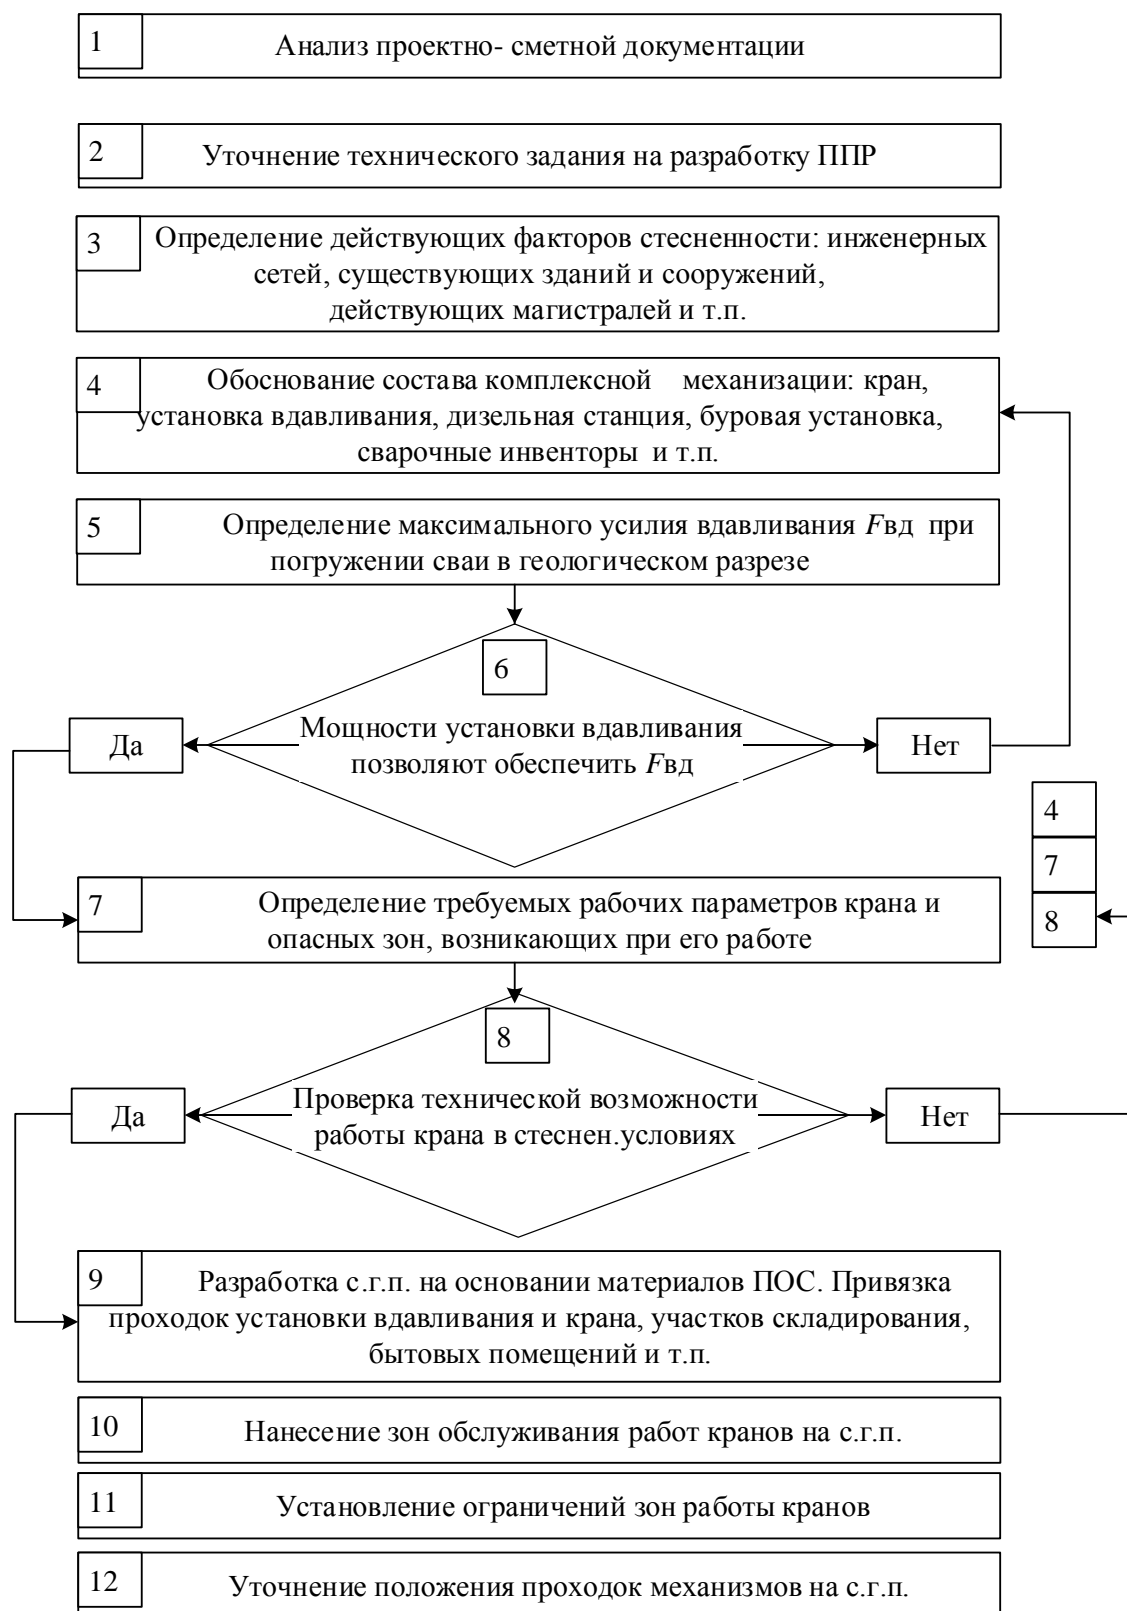 1
Анализ проектно- сметной документации
2
Уточнение технического задания на разработку ППР
3
Определение действующих факторов стесненности: инженерных
сетей, существующих зданий и сооружений,
действующих магистралей и т.п.
4
Обоснование состава комплексной механизации: кран,
установка вдавливания, дизельная станция, буровая установка,
сварочные инвенторы и т.п.
5
Определение максимального усилия вдавливания Fвд при
погружении сваи в геологическом разрезе
6
Мощности установки вдавливания
позволяют обеспечить Fвд
Да
Нет
4
7
8
7
Определение требуемых рабочих параметров крана и
опасных зон, возникающих при его работе
8
Проверка технической возможности
работы крана в стеснен.условиях
Да
Нет
9
Разработка с.г.п. на основании материалов ПОС. Привязка
проходок установки вдавливания и крана, участков складирования,
бытовых помещений и т.п.
10
Нанесение зон обслуживания работ кранов на с.г.п.
11
Установление ограничений зон работы кранов
12
Уточнение положения проходок механизмов на с.г.п.